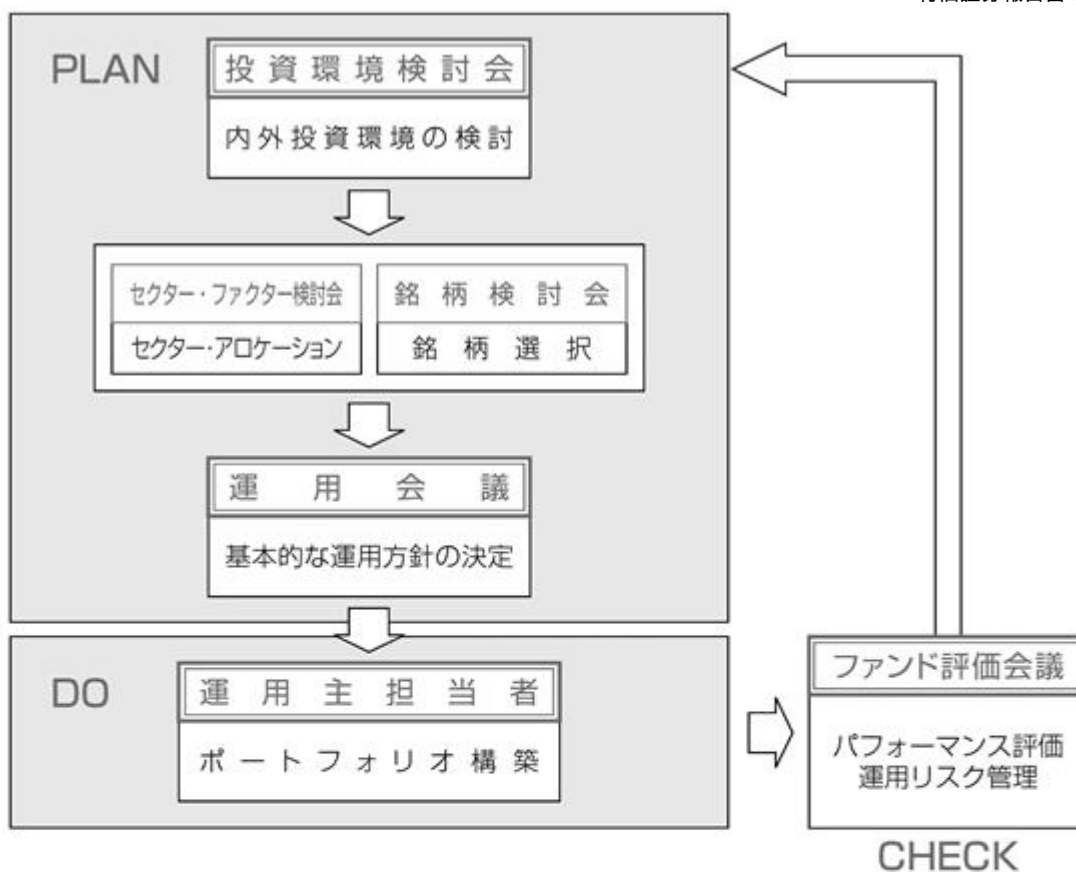 PLAN
投資環境検討会
内外投資環境の検討
セクター・ファクター検討会
セクター・アロケーション
銘柄検討会
銘柄選択
運用会議
基本的な運用方針の決定
DO
運用主担当者
ポートフォリオ構築
ファンド評価会議
パフォーマンス評価
運用リスク管理
CHECK